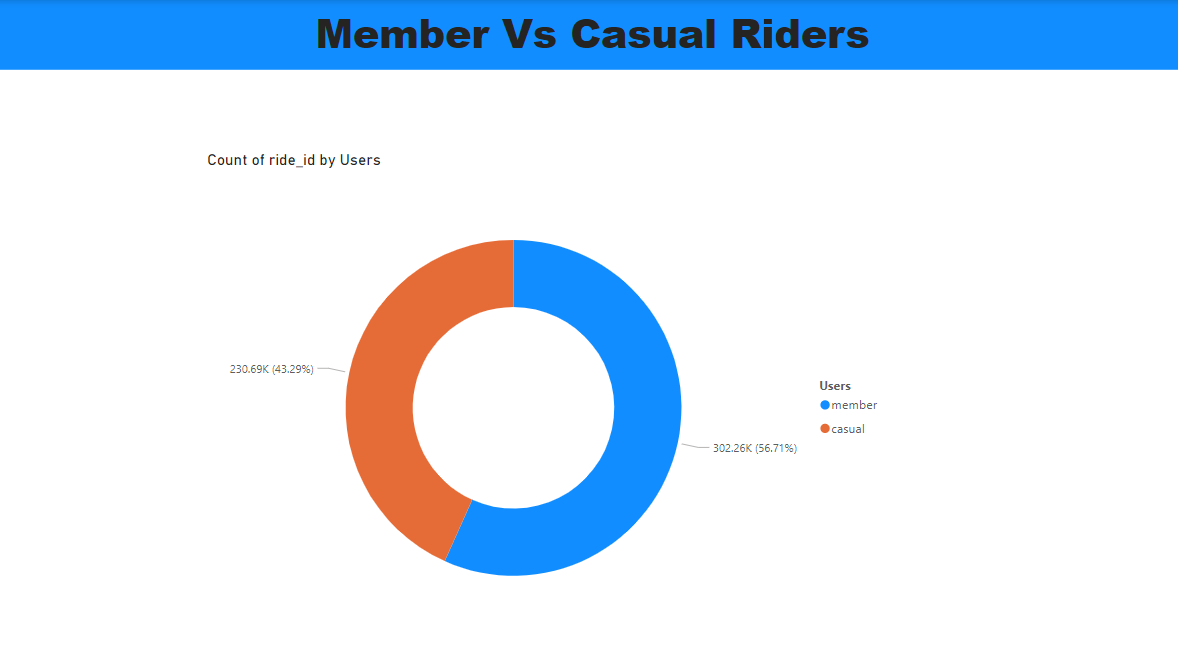 Member Vs Casual Riders
Count of ride_id by Users
230.69K (43.29%)
302.26K (56.71%)
Users
member
casual